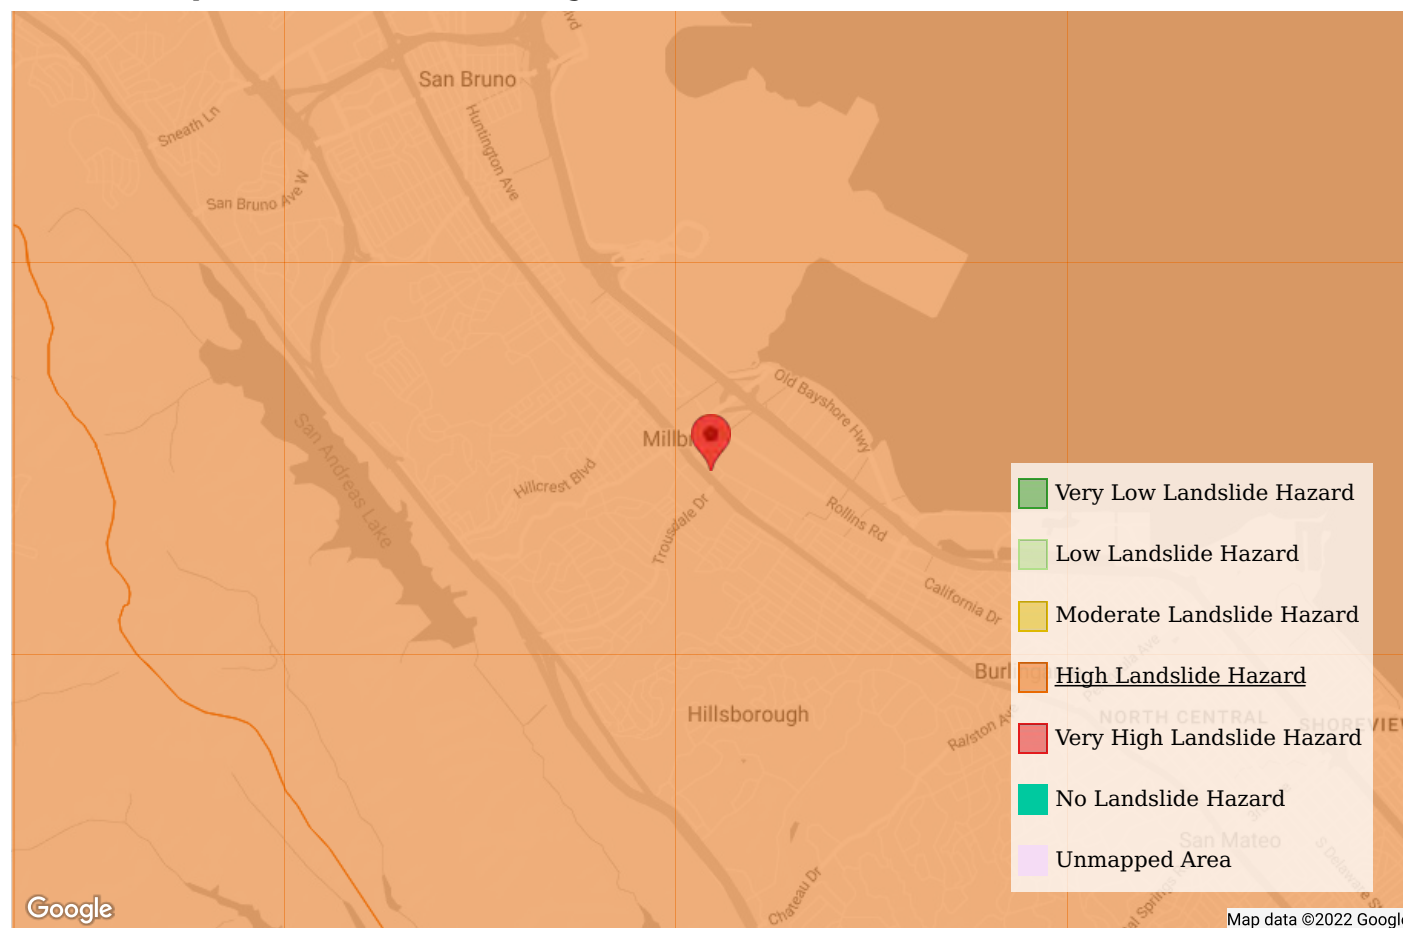 San Bruno
Sneath Ln
Huntington Ave
San Bruno Ave W
Old Bayshore Hwy
San Andreas Lake
Hillcrest Blvd
Trousdale Dr
Rollins Rd
California Dr
Hillsborough
Ralston Ave
NORTH CENTRAL
San Mateo
Chateau Dr
Very Low Landslide Hazard
Low Landslide Hazard
Moderate Landslide Hazard
High Landslide Hazard
Very High Landslide Hazard
No Landslide Hazard
Unmapped Area
Google
Map data ©2022 Google